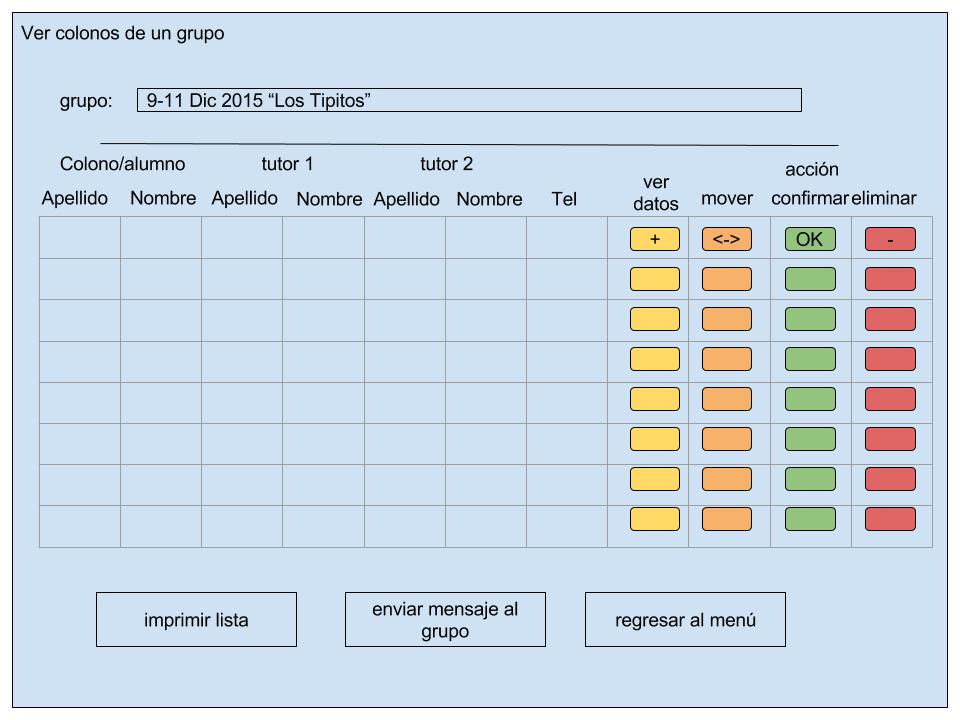 Ver colonos de un grupo
grupo: 9-11 Dic 2015 “Los Tipitos”
Colono/alumno tutor 1 tutor 2 acción
Apellido Nombre Apellido Nombre Apellido Nombre Tel ver datos mover confirmar eliminar
+ <-> OK -
imprimir lista
enviar mensaje al
grupo
regresar al menú